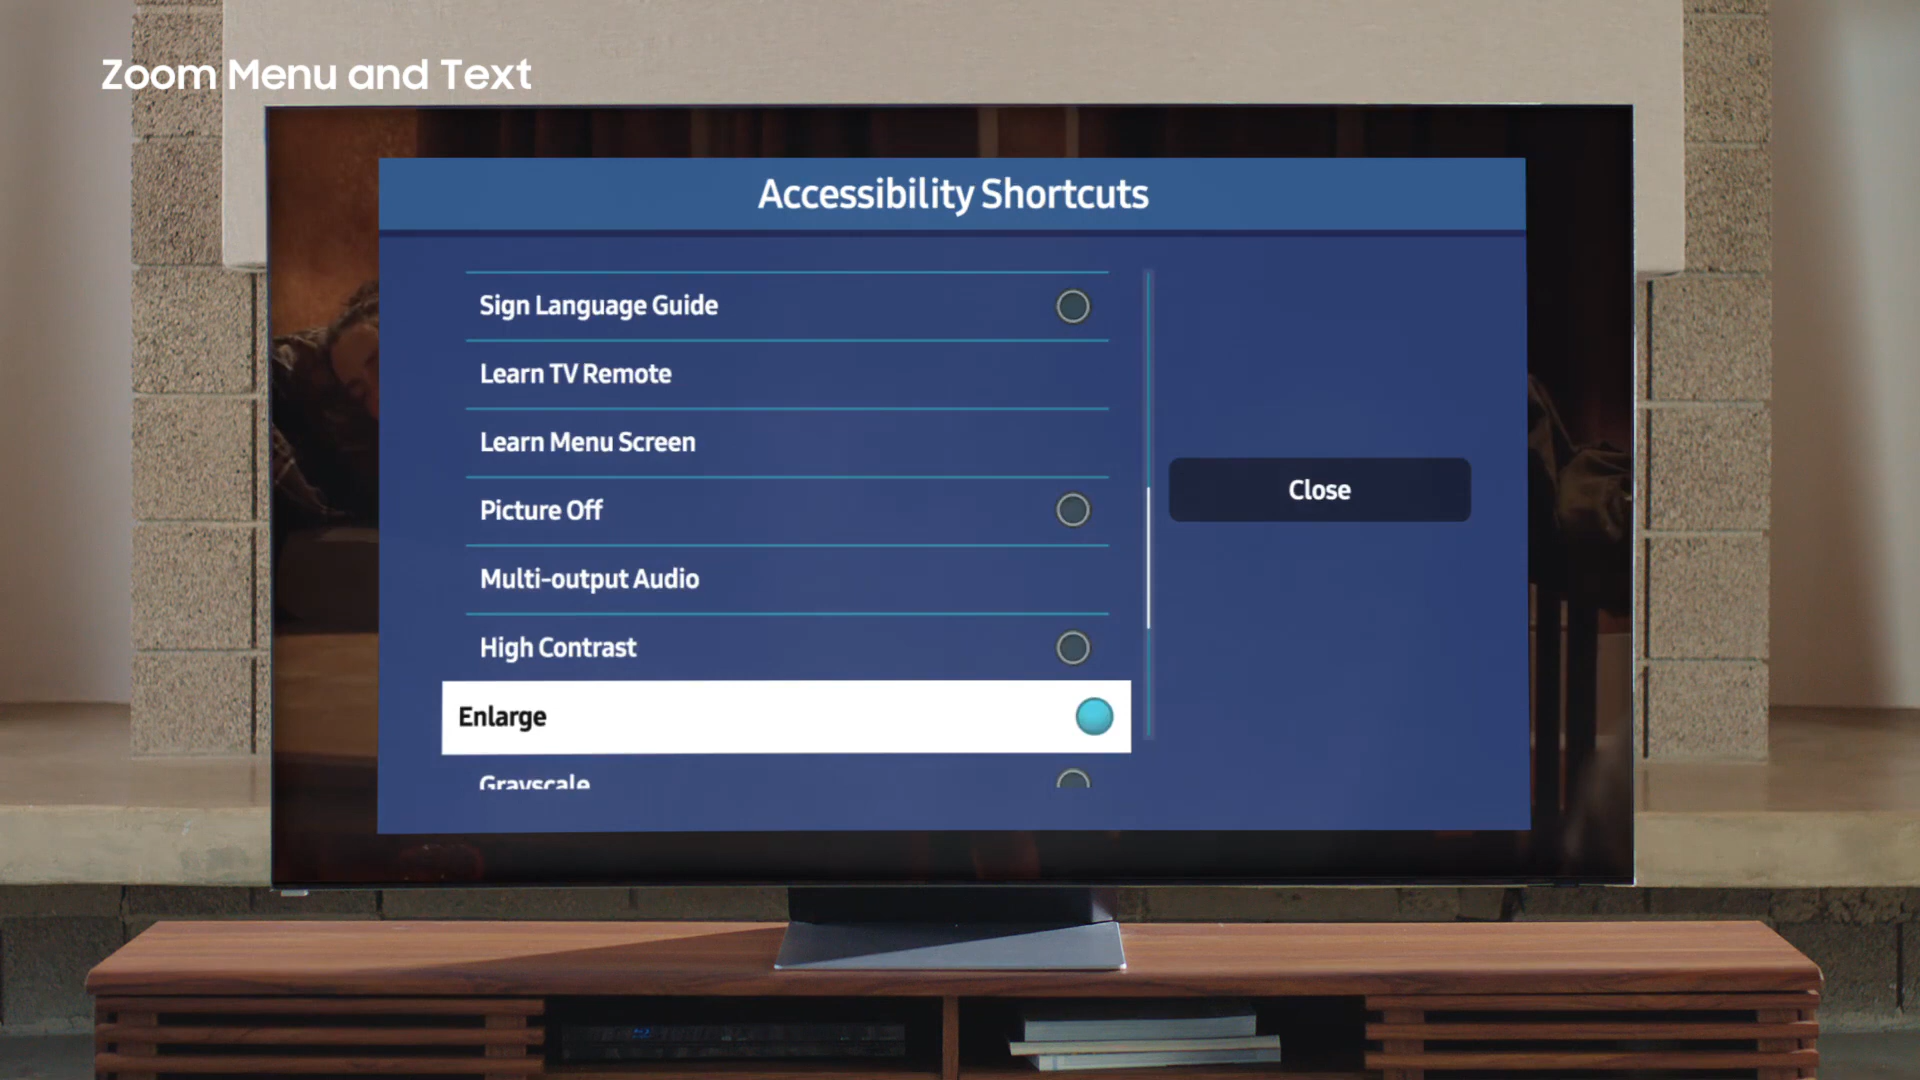 Zoom Menu and Text
Accessibility Shortcuts
Sign Language Guide
Learn TV Remote
Learn Menu Screen
Picture Off
Close
Multi-output Audio
High Contrast
Enlarge
Grayscale